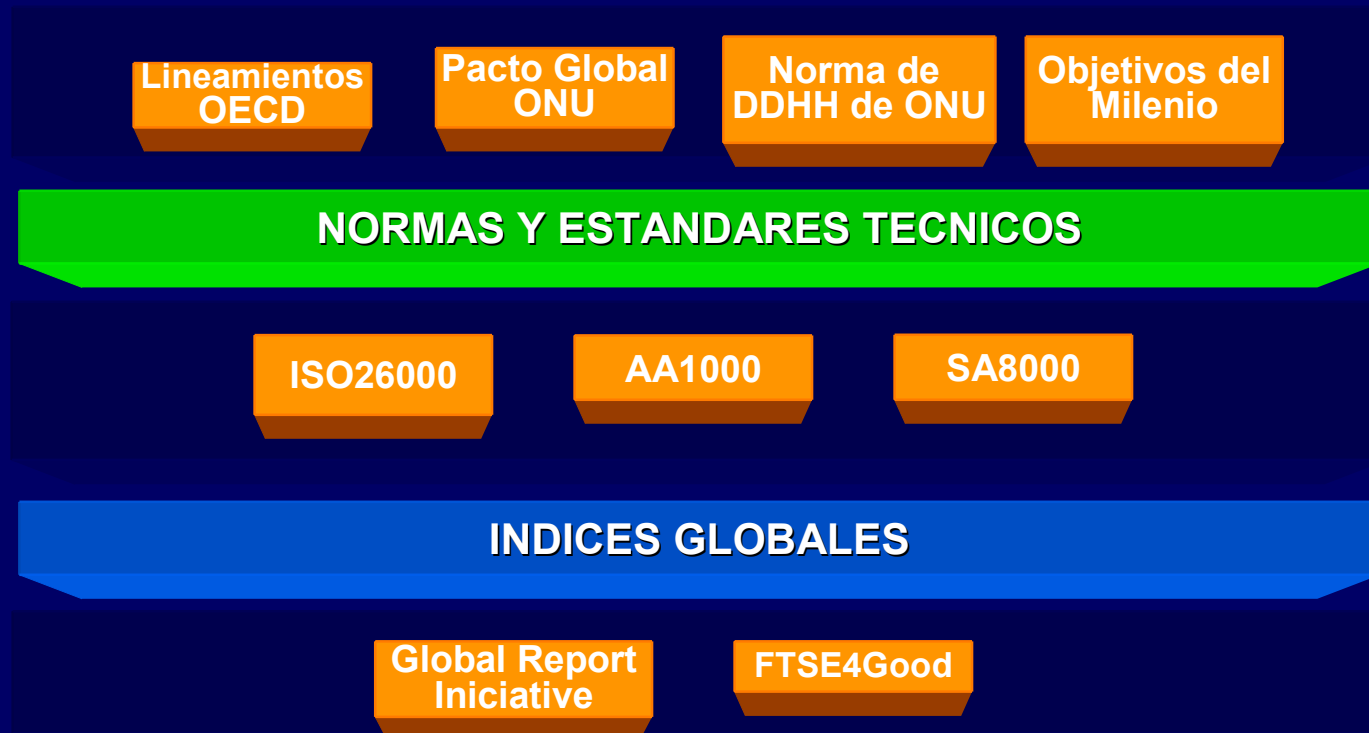 Lineamientos
OECD
Pacto Global
ONU
Norma de
DDHH de ONU
Objetivos del
Milenio
NORMAS Y ESTANDARES TECNICOS
ISO26000
AA1000
SA8000
INDICES GLOBALES
Global Report
Iniciative
FTSE4Good